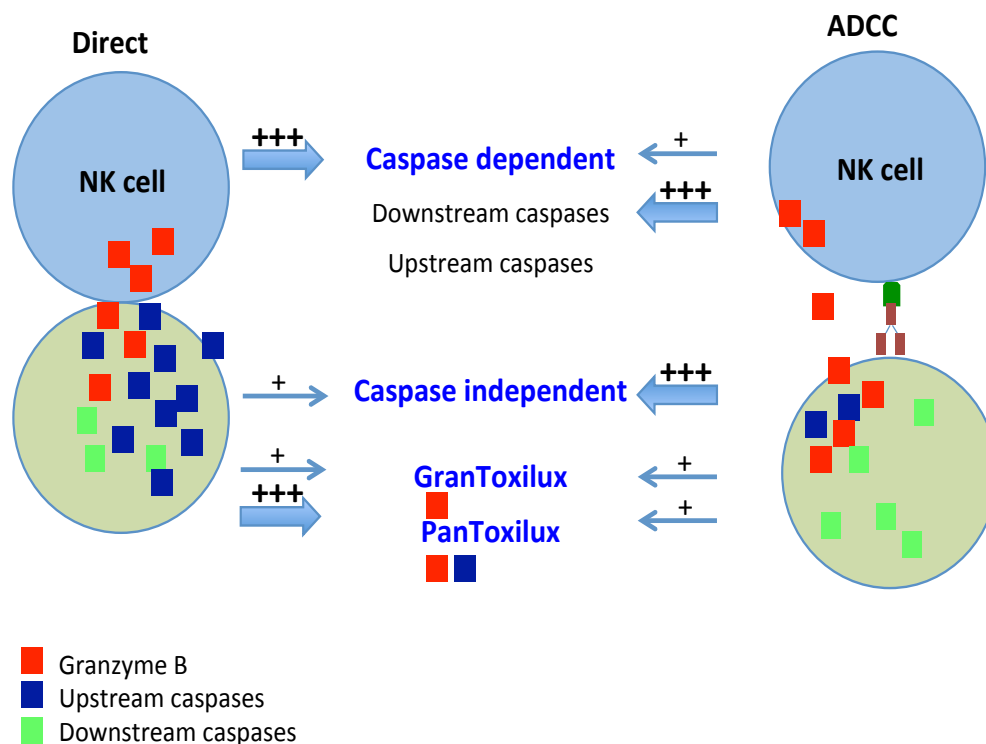 Direct
ADCC
NK cell
+++
Caspase dependent
+
NK cell
Downstream caspases
+++
Upstream caspases
+
Caspase independent
+++
+
GranToxilux
+
+++
PanToxilux
+
Granzyme B
Upstream caspases
Downstream caspases